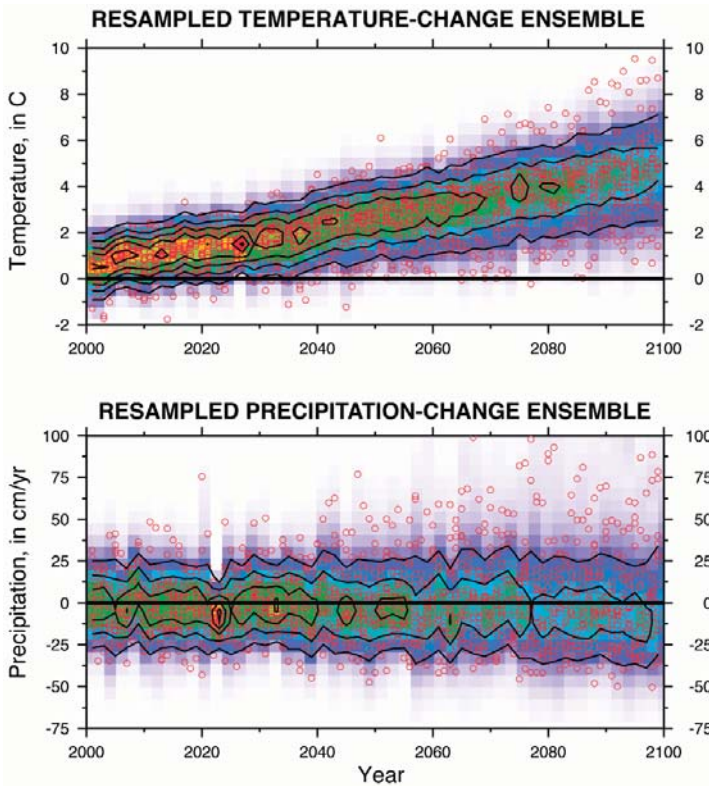 RESAMPLED TEMPERATURE-CHANGE ENSEMBLE
10 10
8 8
6 6
4 4
2 2
0 0
-2 -2
Temperature, in C
2000 2020 2040 2060 2080 2100
RESAMPLED PRECIPITATION-CHANGE ENSEMBLE
100 100
75 75
50 50
25 25
0 0
-25 -25
-50 -50
-75 -75
Precipitation, in cm/yr
2000 2020 2040 2060 2080 2100
Year